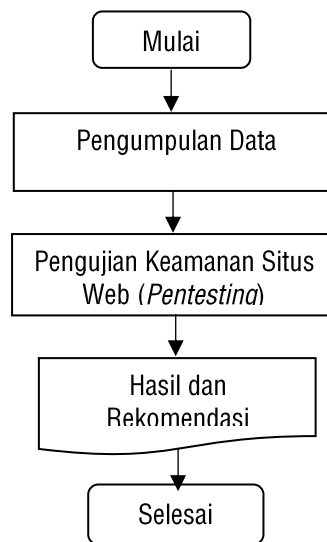 Mulai
Pengumpulan Data
Pengujian Keamanan Situs
Web (Pentesting)
Hasil dan
Rekomendasi
Selesai